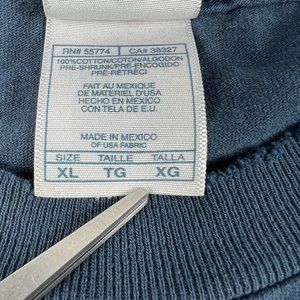 RN# 55774 CA# 38327
100%COTTON/COTON/ALGODON
PRE-SHRUNK/PRE-ENCOGIDO
PRÉ-RÉTRÉCI
FAIT AU MEXIQUE
DE MATERIEL D'USA
HECHO EN MEXICO
CON TELA DE E.U.
MADE IN MEXICO
OF USA FABRIC
SIZE TAILLE TALLA
XL TG XG